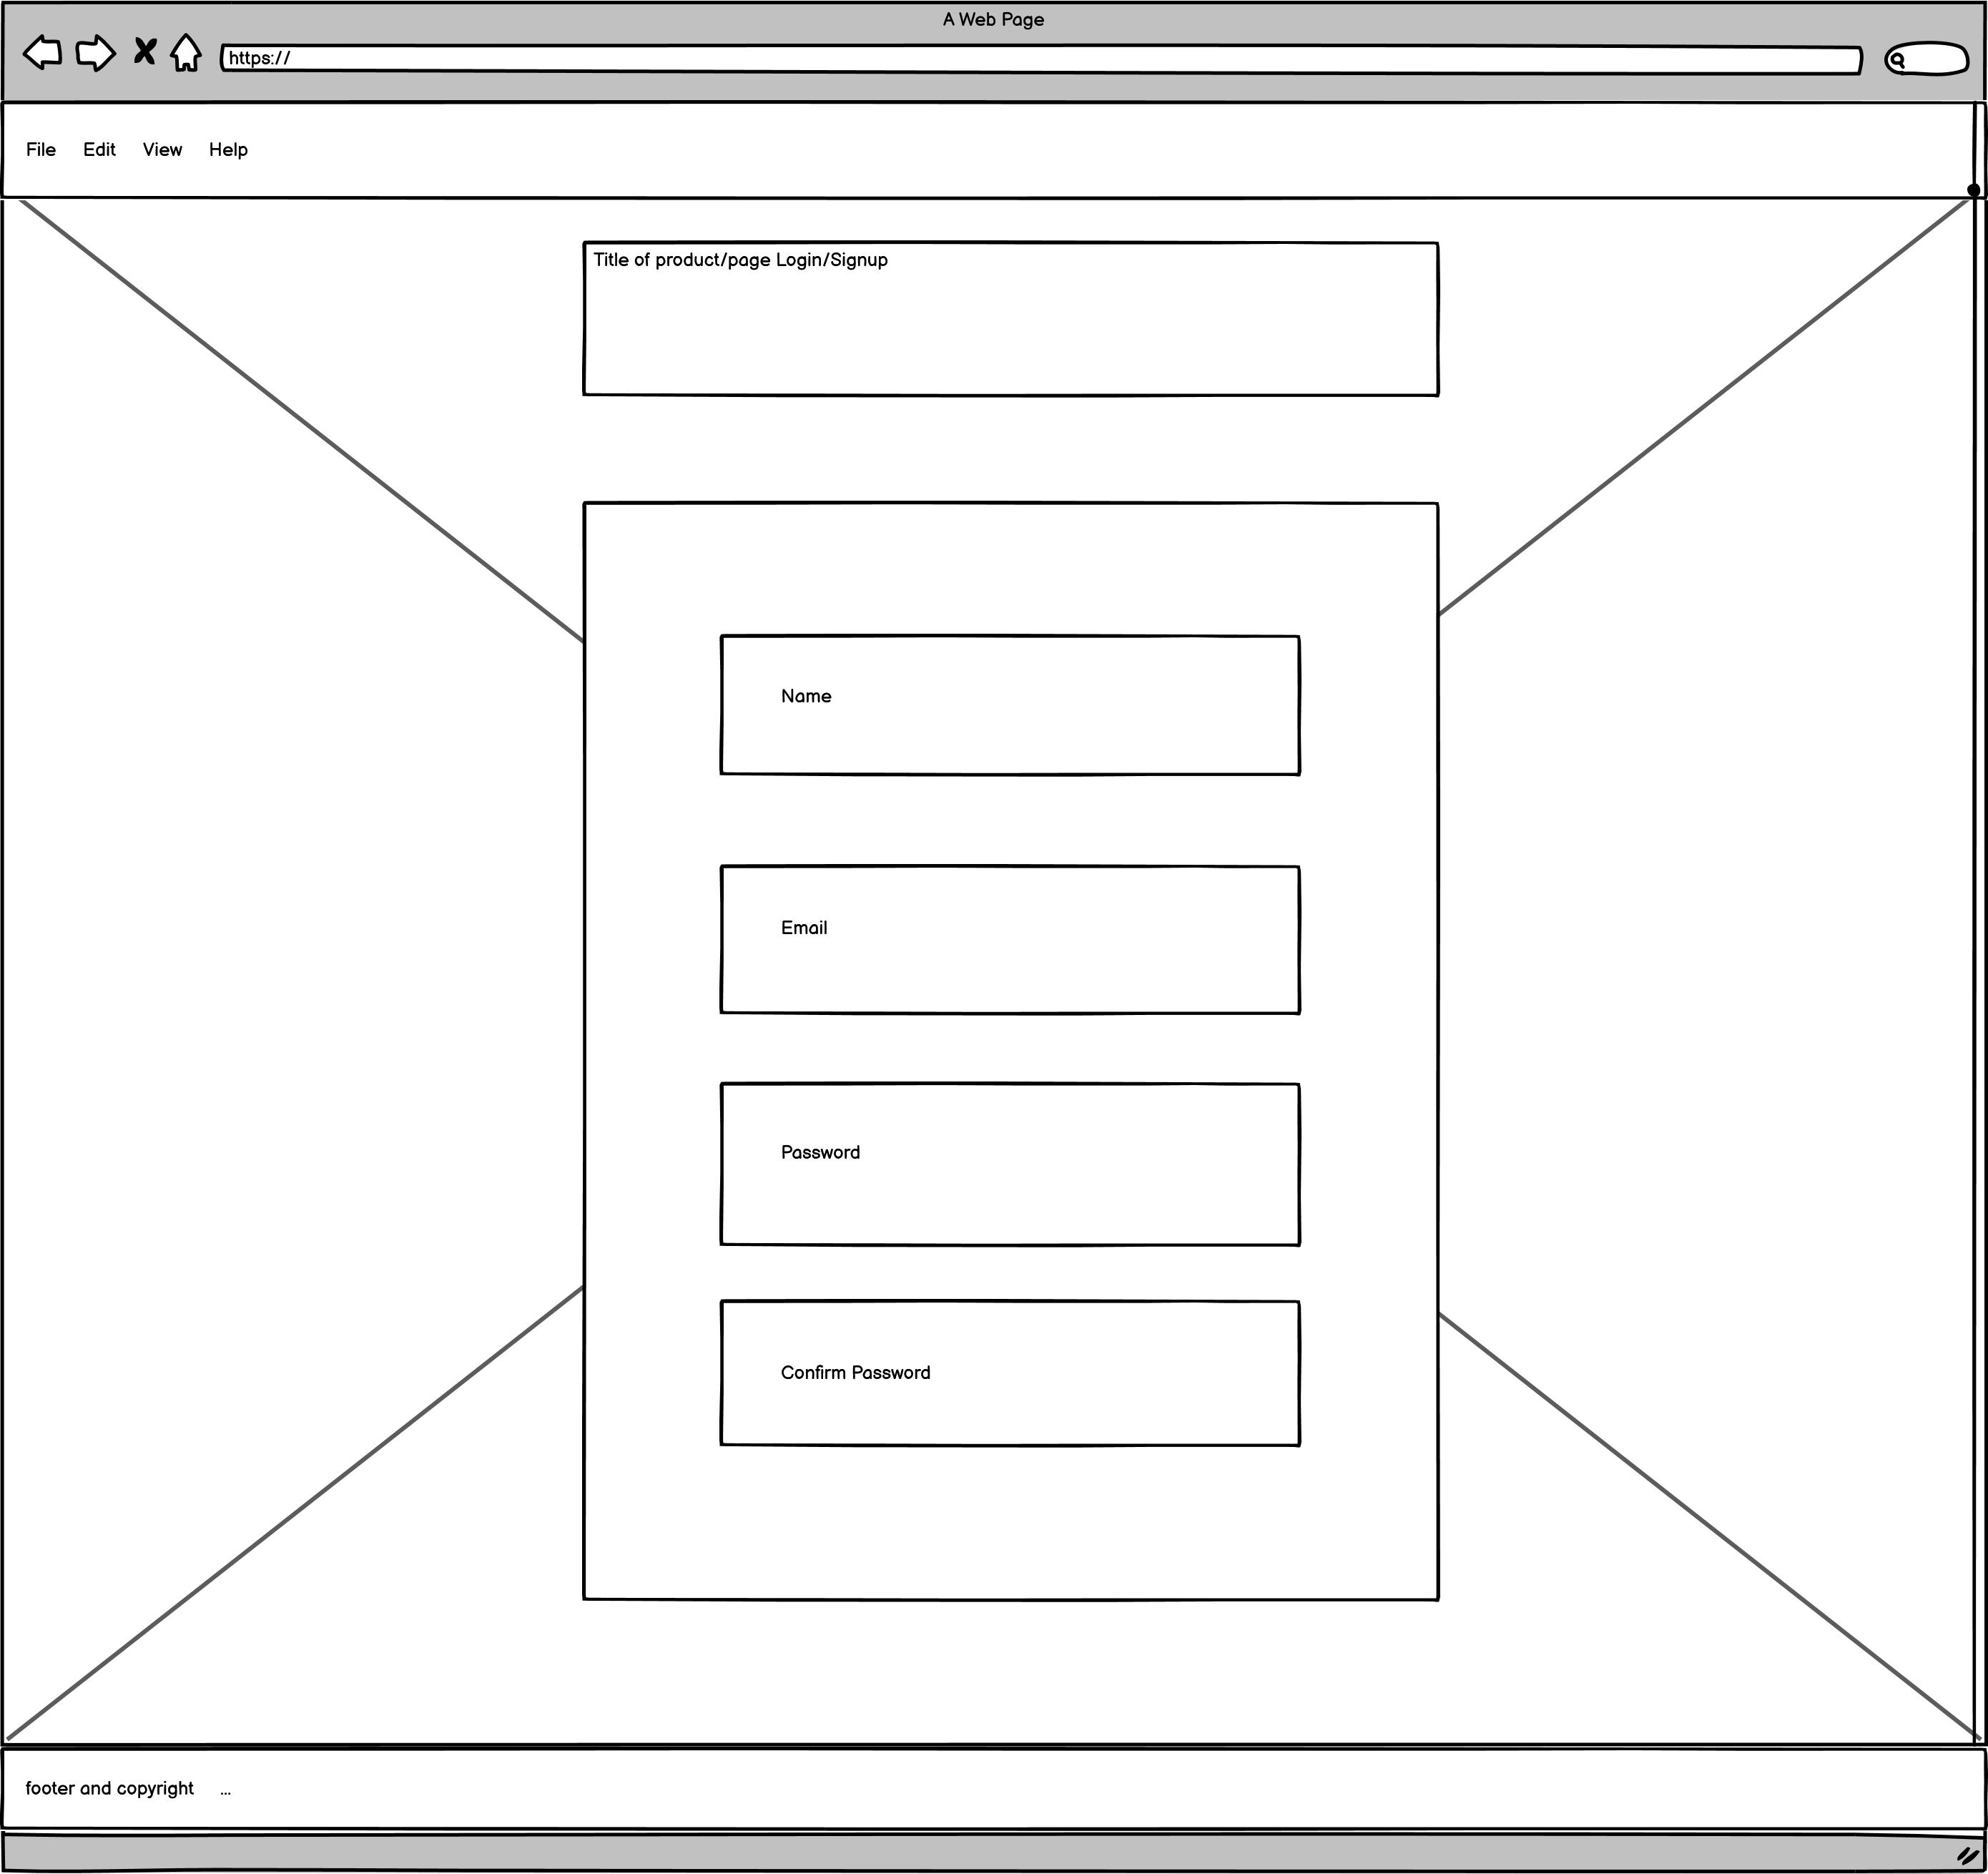 A Web Page
https://
File Edit View Help
Title of product/page Login/Signup
Name
Email
Password
Confirm Password
footer and copyright ...